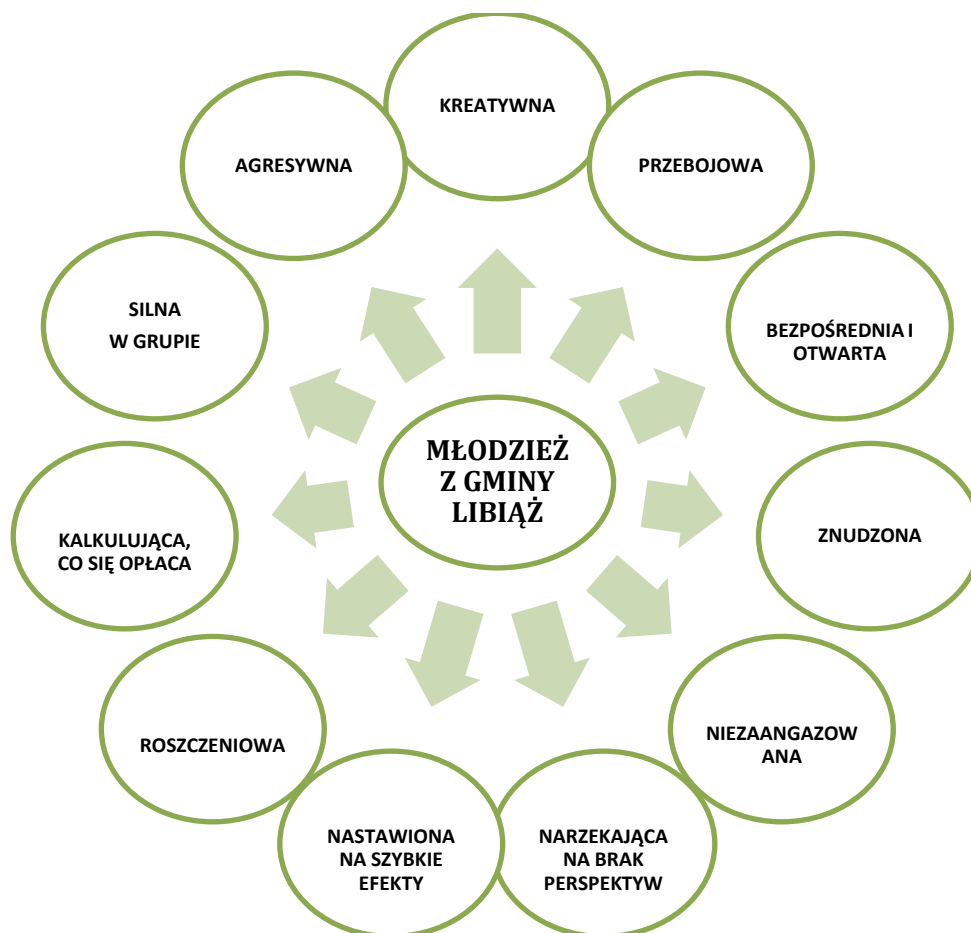 KREATYWNA
PRZEBOJOWA
BEZPOŚREDNIA I
OTWARTA
ZNUDZONA
NIEZAANGAZOW
ANA
NARZEKAJĄCA
NA BRAK
PERSPEKTYW
NASTAWIONA
NA SZYBKIE
EFEKTY
ROSZCZENIOWA
KALKULUJĄCA,
CO SIĘ OPŁACA
SILNA
W GRUPIE
AGRESYWNA
MŁODZIEŻ
Z GMINY
LIBIĄŻ